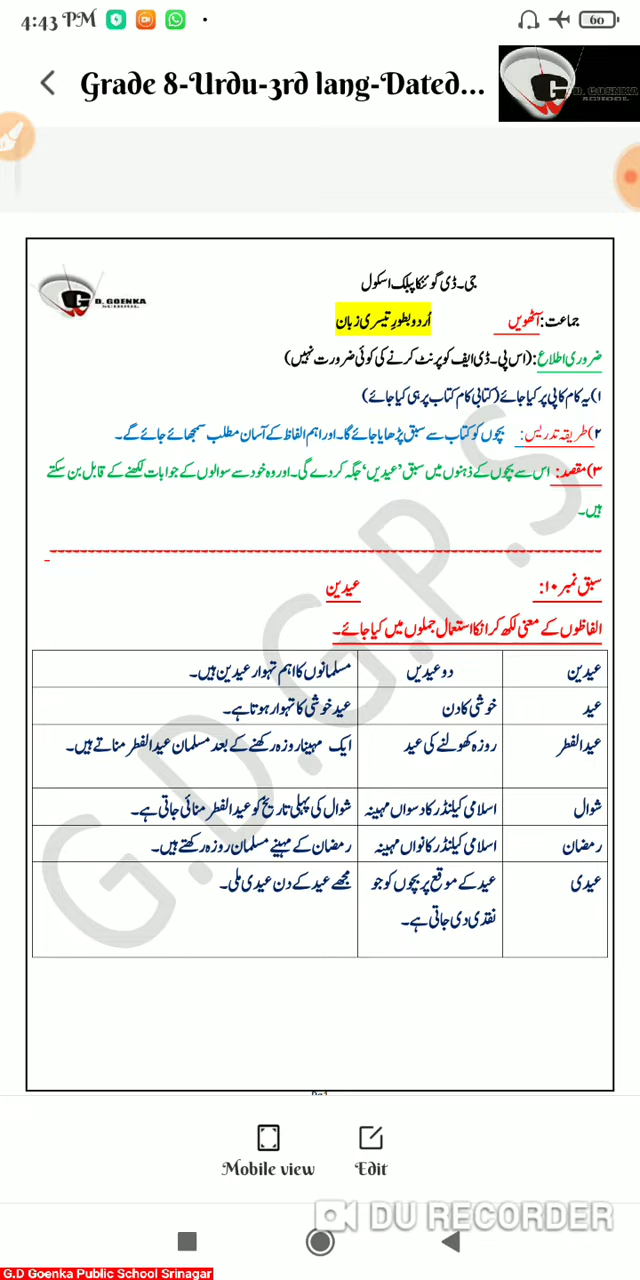 4:43 PM
60
Grade 8-Urdu-3rd lang-Dated...
G D. GOENKA
SCHOOL
جی۔ڈی گوئنکا پبلک اسکول
G D. GOENKA
SCHOOL
جماعت: آٹھویں اُردو بطورِ تیسری زبان
ضروری اطلاع: (اس پی۔ڈی ایف کو پرنٹ کرنے کی کوئی ضرورت نہیں)
۱) یہ کام کاپی پر کیا جائے (کتابی کام کتاب پر ہی کیا جائے)
۲) طریقہ تدریس: بچوں کو کتاب سے سبق پڑھایا جائے گا۔ اور اہم الفاظ کے آسان مطلب سمجھائے جائے گے۔
۳) مقصد: اس سے بچوں کے ذہنوں میں سبق ’عیدیں‘ جگہ کر دے گی۔ اور وہ خود سے سوالوں کے جوابات لکھنے کے قابل بن سکتے
ہیں۔
سبق نمبر ۱۰: عیدین
الفاظوں کے معنی لکھ کر انکا استعمال جملوں میں کیا جائے۔
عیدین دو عیدیں مسلمانوں کا اہم تہوار عیدین ہیں۔
عید خوشی کا دن عید خوشی کا تہوار ہوتا ہے۔
عید الفطر روزہ کھولنے کی عید ایک مہینا روزہ رکھنے کے بعد مسلمان عید الفطر مناتے ہیں۔
شوال اسلامی کیلنڈر کا دسواں مہینہ شوال کی پہلی تاریخ کو عید الفطر منائی جاتی ہے۔
رمضان اسلامی کیلنڈر کا نواں مہینہ رمضان کے مہینے مسلمان روزہ رکھتے ہیں۔
عیدی عید کے موقع پر بچوں کو جو مجھے عید کے دن عیدی ملی۔
نقدی دی جاتی ہے۔
G.D.G.P.S
Mobile view
Edit
DU RECORDER
G.D Goenka Public School Srinagar